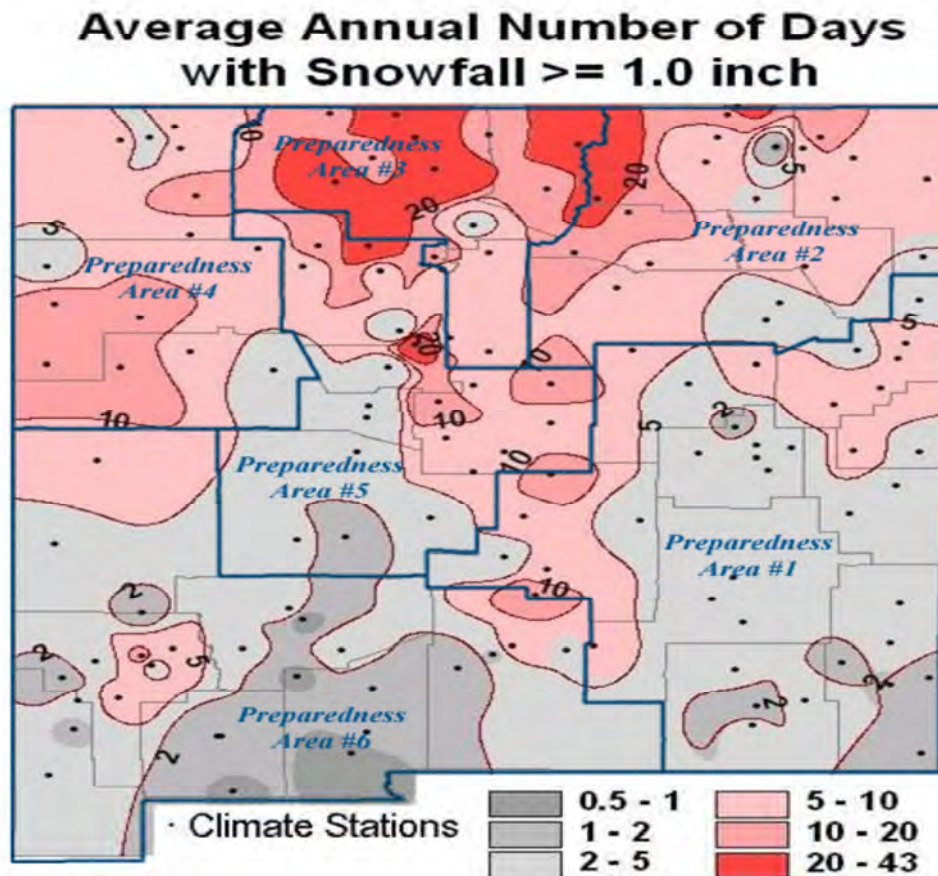 Average Annual Number of Days
with Snowfall >= 1.0 inch
Preparedness
Area #3
20
20
5
5
Preparedness
Area #2
Preparedness
Area #4
5
10
10
10
2
5
10
Preparedness
Area #5
Preparedness
Area #1
10
2
2
5
2
2
2
Preparedness
Area #6
0.5 - 1
5 - 10
· Climate Stations
1 - 2
10 - 20
2 - 5
20 - 43